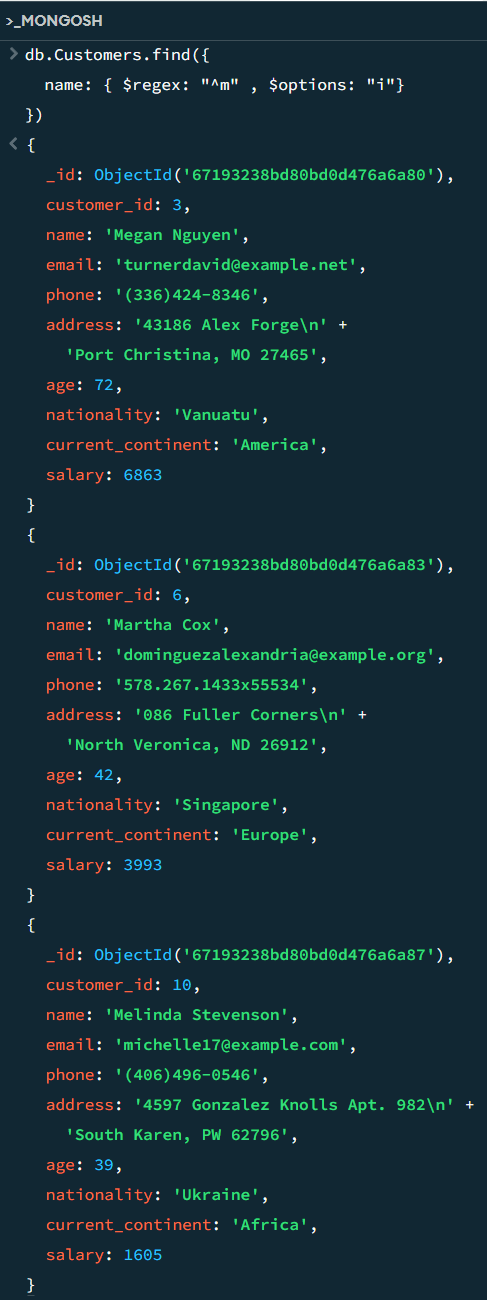 >_MONGOSH
> db.Customers.find({
name: { $regex: "^m" , $options: "i"}
})
< {
_id: ObjectId('67193238bd80bd0d476a6a80'),
customer_id: 3,
name: 'Megan Nguyen',
email: 'turnerdavid@example.net',
phone: '(336)424-8346',
address: '43186 Alex Forge\n' +
'Port Christina, MO 27465',
age: 72,
nationality: 'Vanuatu',
current_continent: 'America',
salary: 6863
}
{
_id: ObjectId('67193238bd80bd0d476a6a83'),
customer_id: 6,
name: 'Martha Cox',
email: 'dominguezalexandria@example.org',
phone: '578.267.1433x55534',
address: '086 Fuller Corners\n' +
'North Veronica, ND 26912',
age: 42,
nationality: 'Singapore',
current_continent: 'Europe',
salary: 3993
}
{
_id: ObjectId('67193238bd80bd0d476a6a87'),
customer_id: 10,
name: 'Melinda Stevenson',
email: 'michelle17@example.com',
phone: '(406)496-0546',
address: '4597 Gonzalez Knolls Apt. 982\n' +
'South Karen, PW 62796',
age: 39,
nationality: 'Ukraine',
current_continent: 'Africa',
salary: 1605
}